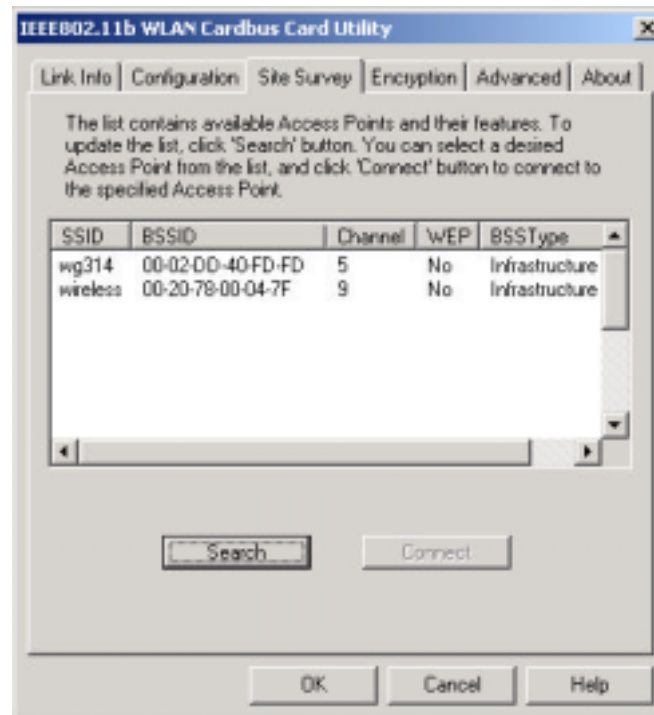 IEEE802.11b WLAN Cardbus Card Utility
Link Info Configuration Site Survey Encryption Advanced About
The list contains available Access Points and their features. To
update the list, click 'Search' button. You can select a desired
Access Point from the list, and click 'Connect' button to connect to
the specified Access Point.
SSID BSSID Channel WEP BSSType
wg314 00-02-DD-40-FD-FD 5 No Infrastructure
wireless 00-20-78-00-04-7F 9 No Infrastructure
Search Connect
OK Cancel Help